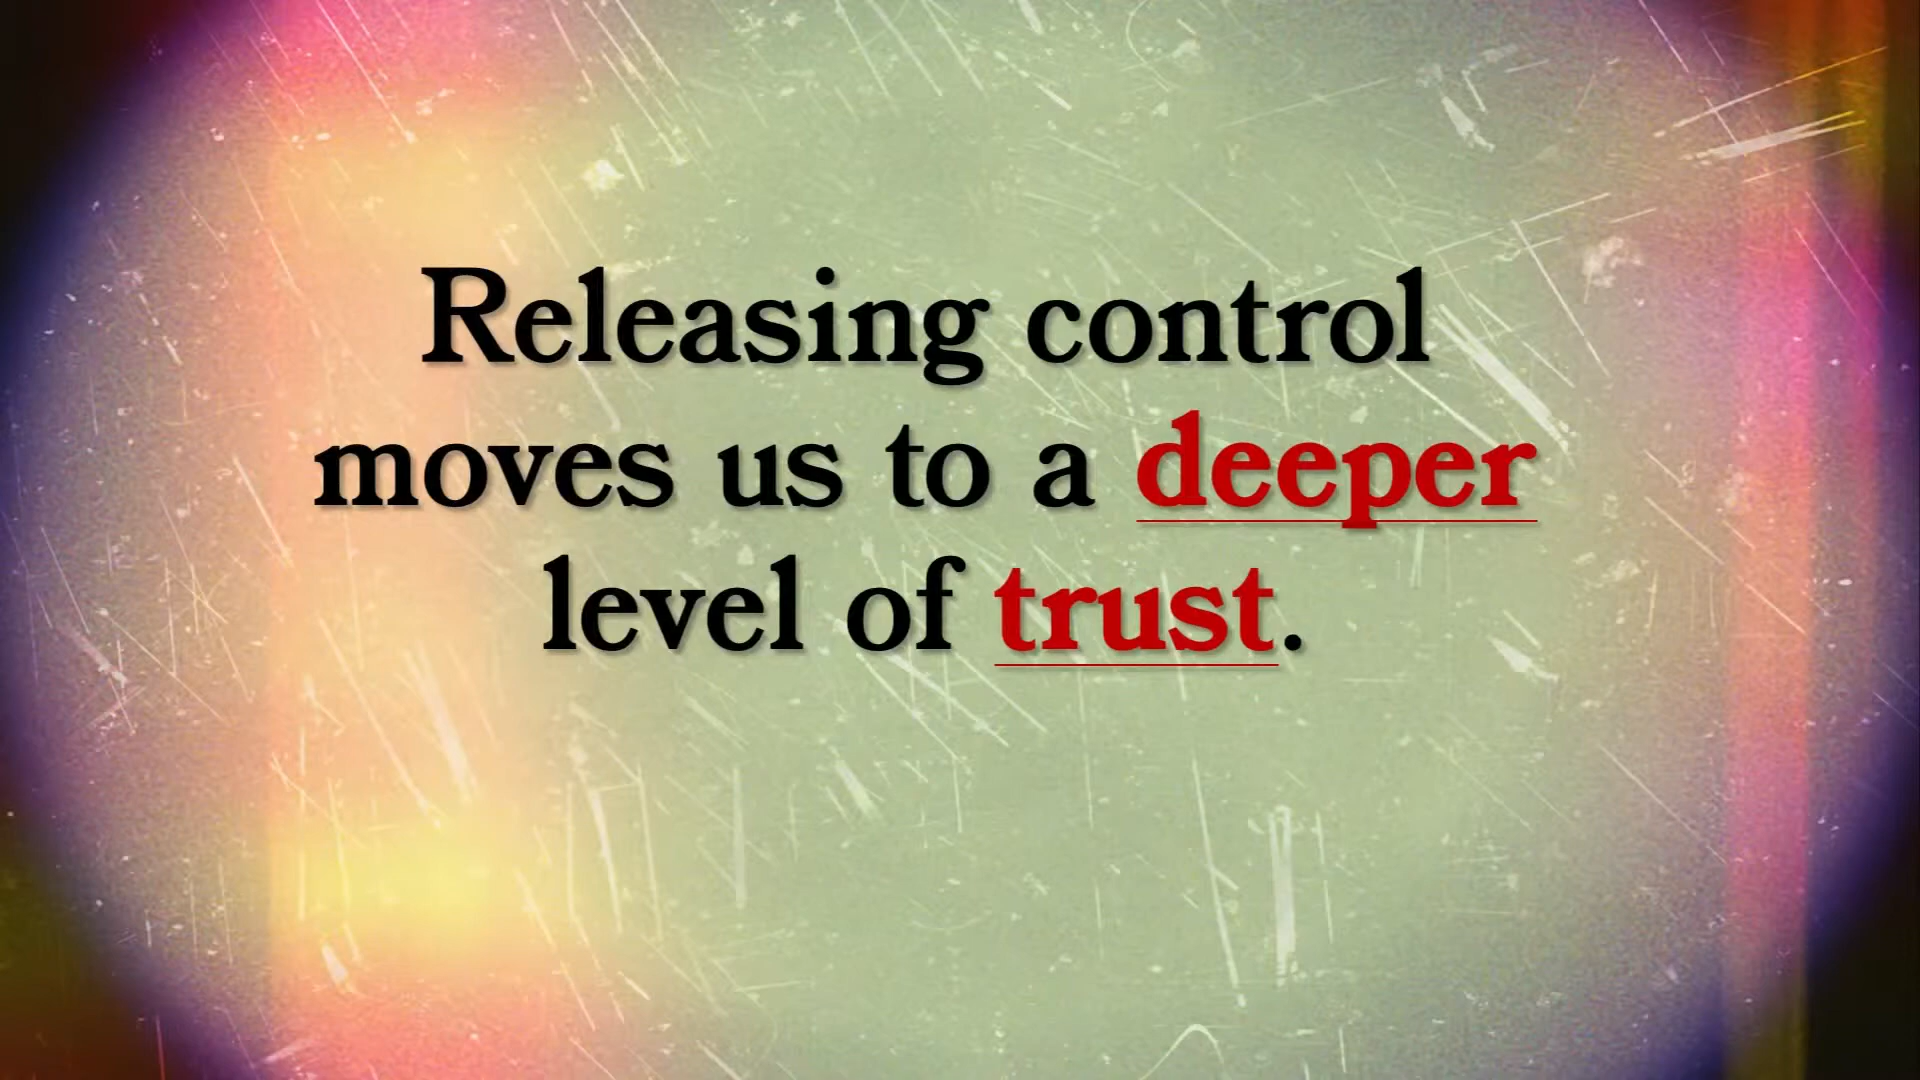 Releasing control
moves us to a deeper
level of trust.